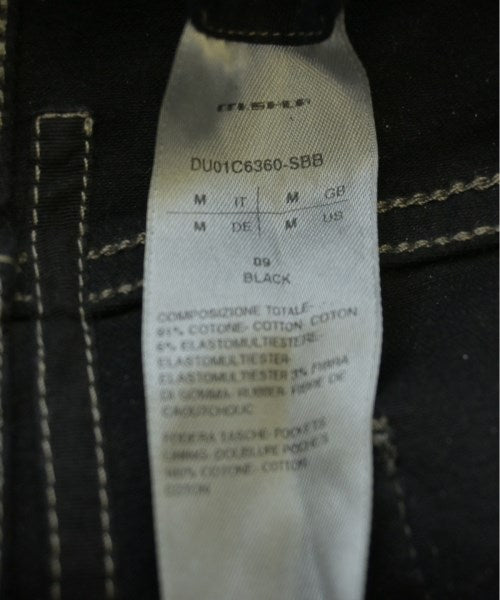 DU01C6360-SBB
M IT M GB
M DE M US
09
BLACK
COMPOSIZIONE TOTALE-
91% COTONE- COTTON COTON
6% ELASTOMULTIESTERE-
ELASTOMULTIESTER-
ELASTOMULTIESTER 3% FIBRA
DI GOMMA- RUBBER- FIBRE DE
CAOUTCHOUC
FODERA TASCHE- POCKETS
LINING- DOUBLURE POCHES
100% COTONE- COTTON
COTON